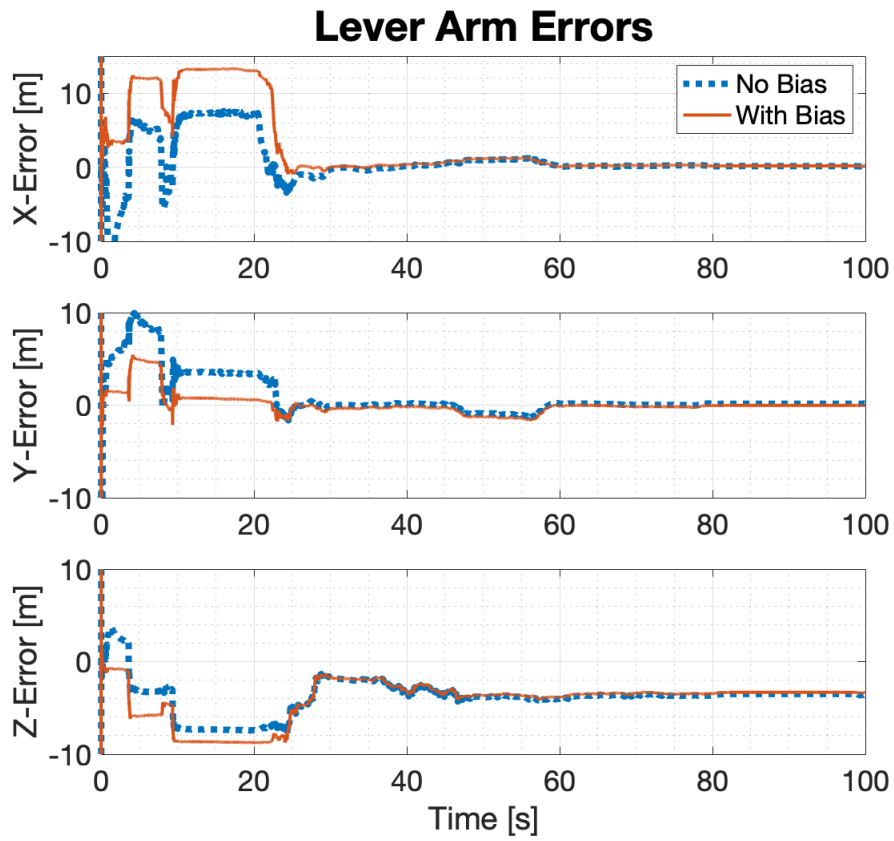 Lever Arm Errors
No Bias
With Bias
X-Error [m]
10
0
-10
0 20 40 60 80 100
Y-Error [m]
10
0
-10
0 20 40 60 80 100
Z-Error [m]
10
0
-10
0 20 40 60 80 100
Time [s]